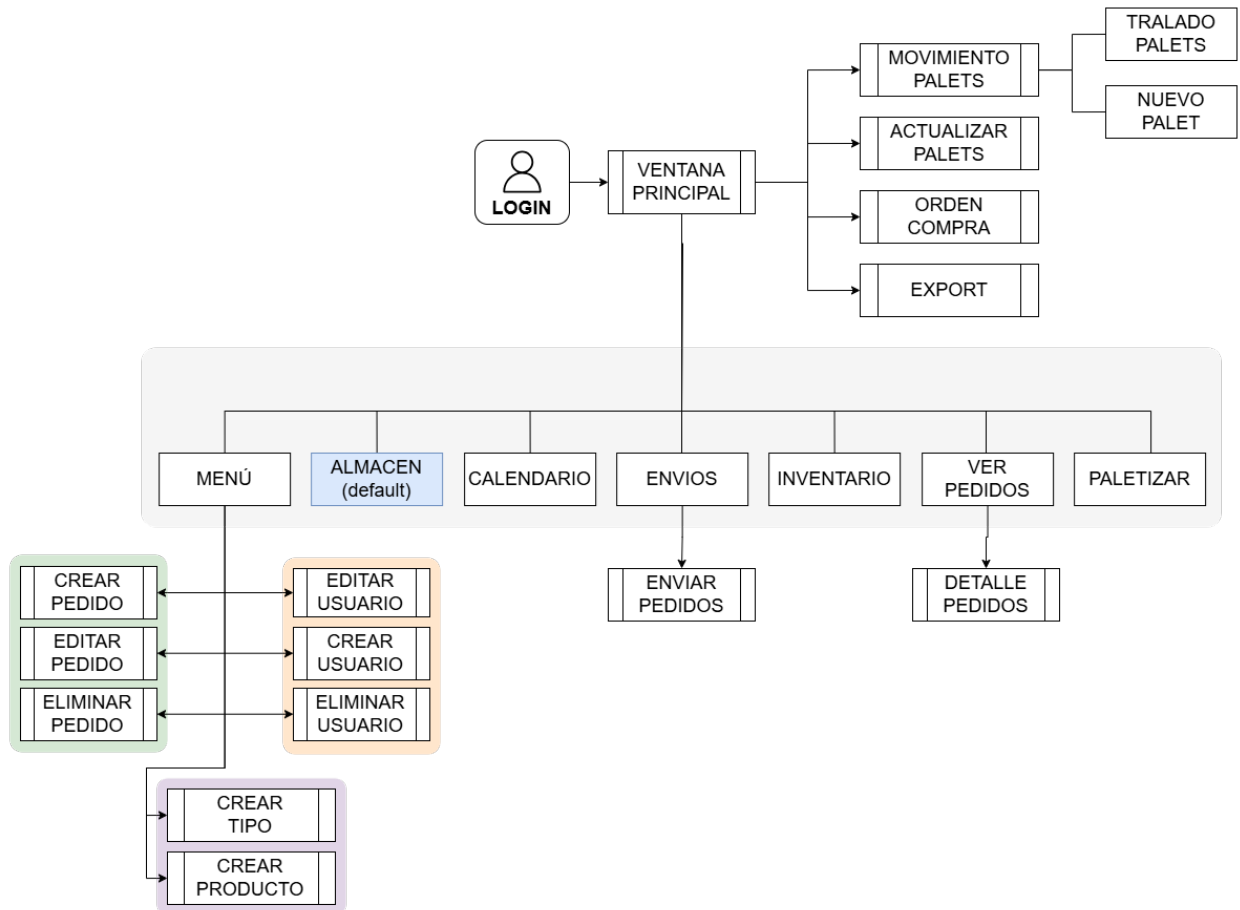 TRALADO
PALETS
MOVIMIENTO
PALETS
NUEVO
PALET
ACTUALIZAR
PALETS
LOGIN
VENTANA
PRINCIPAL
ORDEN
COMPRA
EXPORT
MENÚ
ALMACEN
(default)
CALENDARIO
ENVIOS
INVENTARIO
VER
PEDIDOS
PALETIZAR
CREAR
PEDIDO
EDITAR
USUARIO
ENVIAR
PEDIDOS
DETALLE
PEDIDOS
EDITAR
PEDIDO
CREAR
USUARIO
ELIMINAR
PEDIDO
ELIMINAR
USUARIO
CREAR
TIPO
CREAR
PRODUCTO